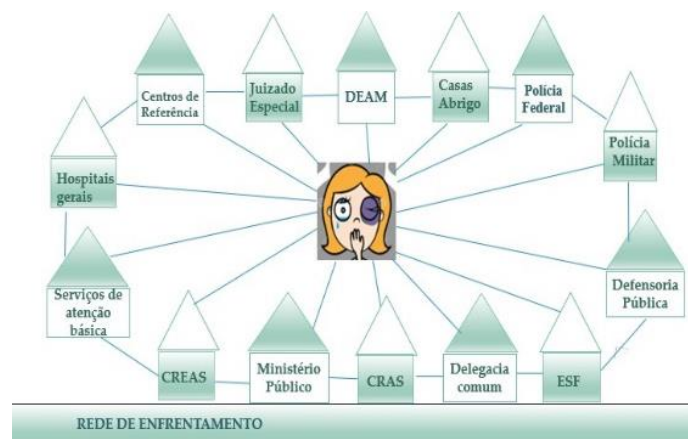 Centros de
Referência
Juizado
Especial
DEAM
Casas
Abrigo
Polícia
Federal
Polícia
Militar
Hospitais
gerais
Defensoria
Pública
Serviços de
atenção
básica
CREAS
Ministério
Público
CRAS
Delegacia
comum
ESF
REDE DE ENFRENTAMENTO